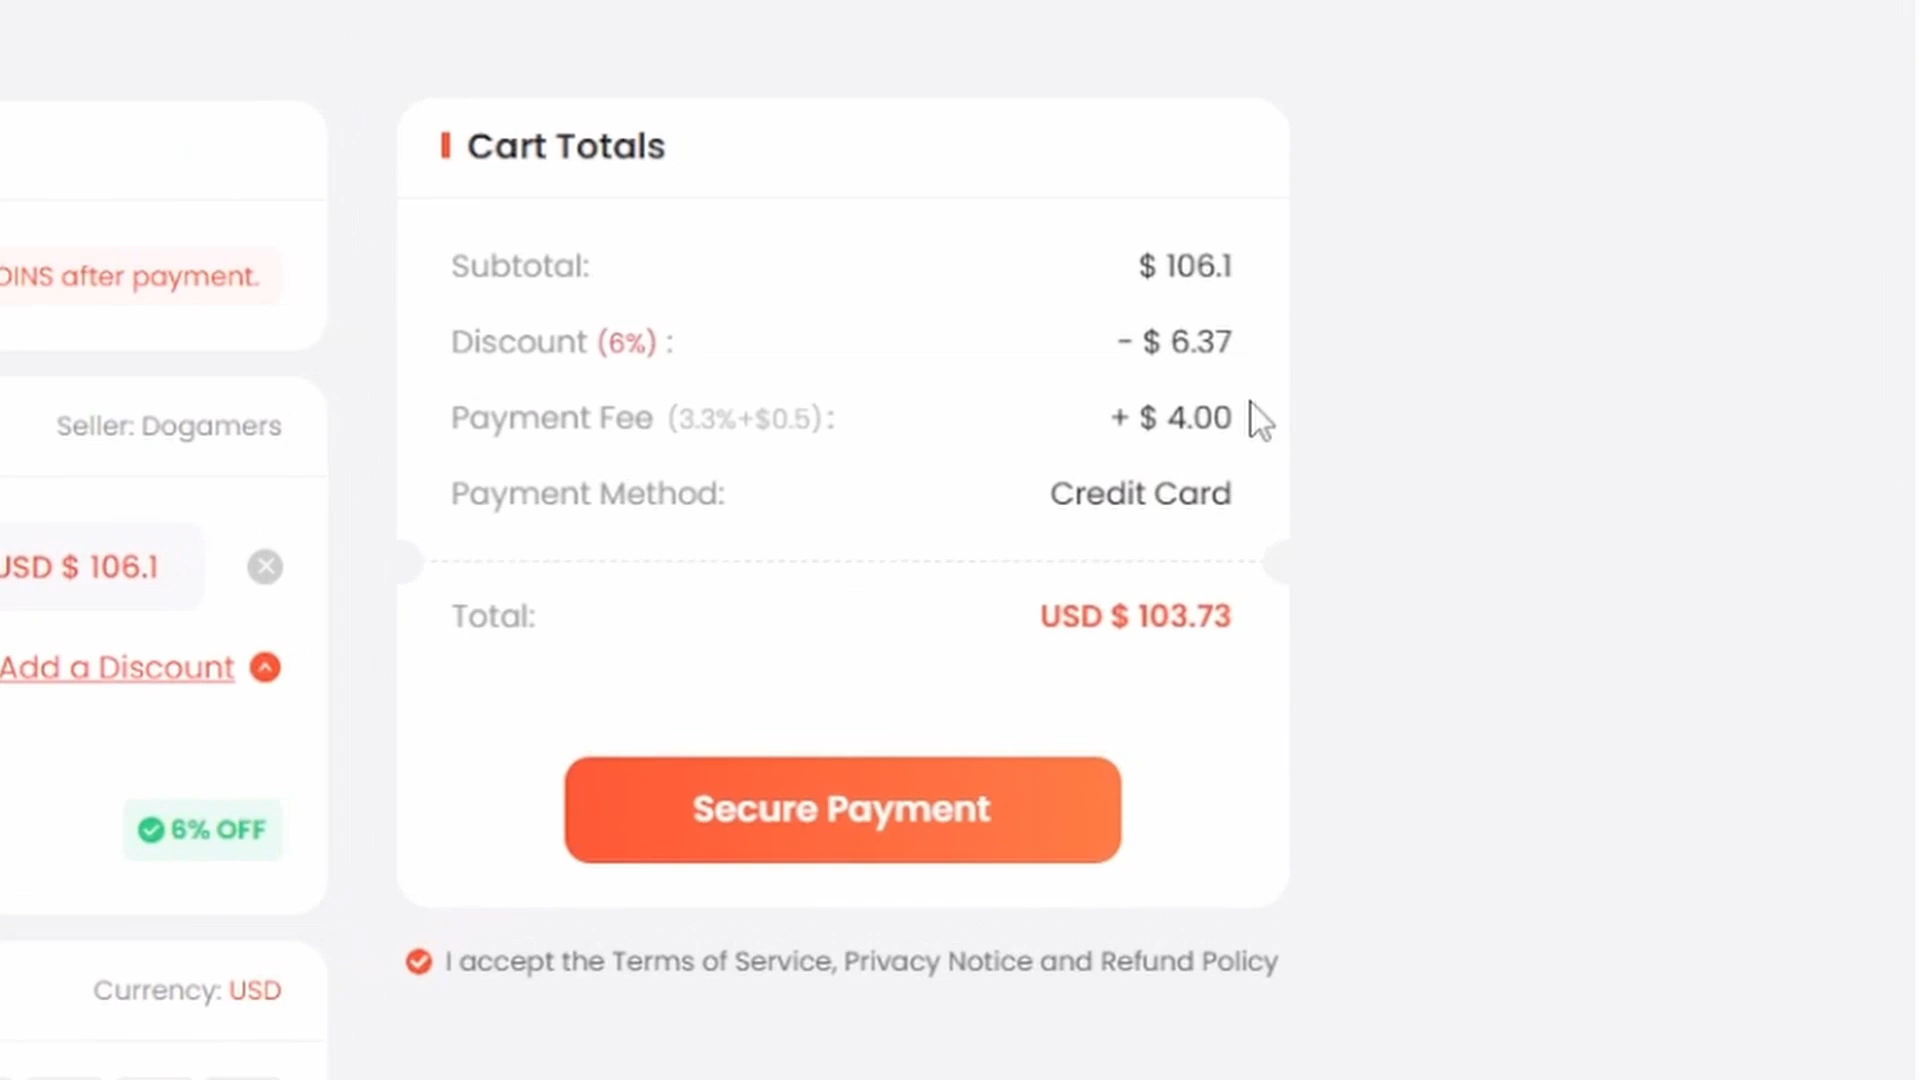 Cart Totals
Subtotal: $ 106.1
Discount (6%) : - $ 6.37
Payment Fee (3.3%+$0.5): + $ 4.00
Payment Method: Credit Card
Total: USD $ 103.73
Secure Payment
I accept the Terms of Service, Privacy Notice and Refund Policy
OINS after payment.
Seller: Dogamers
USD $ 106.1
Add a Discount
6% OFF
Currency: USD